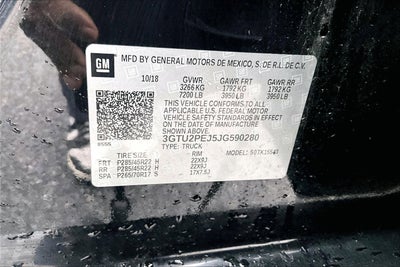 GM
MFD BY GENERAL MOTORS DE MEXICO, S. DE R.L. DE C.V.
10/18 GVWR GAWR FRT GAWR RR
3266 KG 1792 KG 1792 KG
7200 LB 3950 LB 3950 LB
THIS VEHICLE CONFORMS TO ALL
APPLICABLE U.S. FEDERAL MOTOR
VEHICLE SAFETY STANDARDS IN
EFFECT ON THE DATE OF
MANUFACTURE SHOWN ABOVE.
3GTU2PEJ5JG590280
TYPE: TRUCK
TIRE SIZE RIM MODEL:
FRT P285/45R22 H 22X9J
RR P285/45R22 H 22X9J
SPA P265/70R17 S 17X7.5J